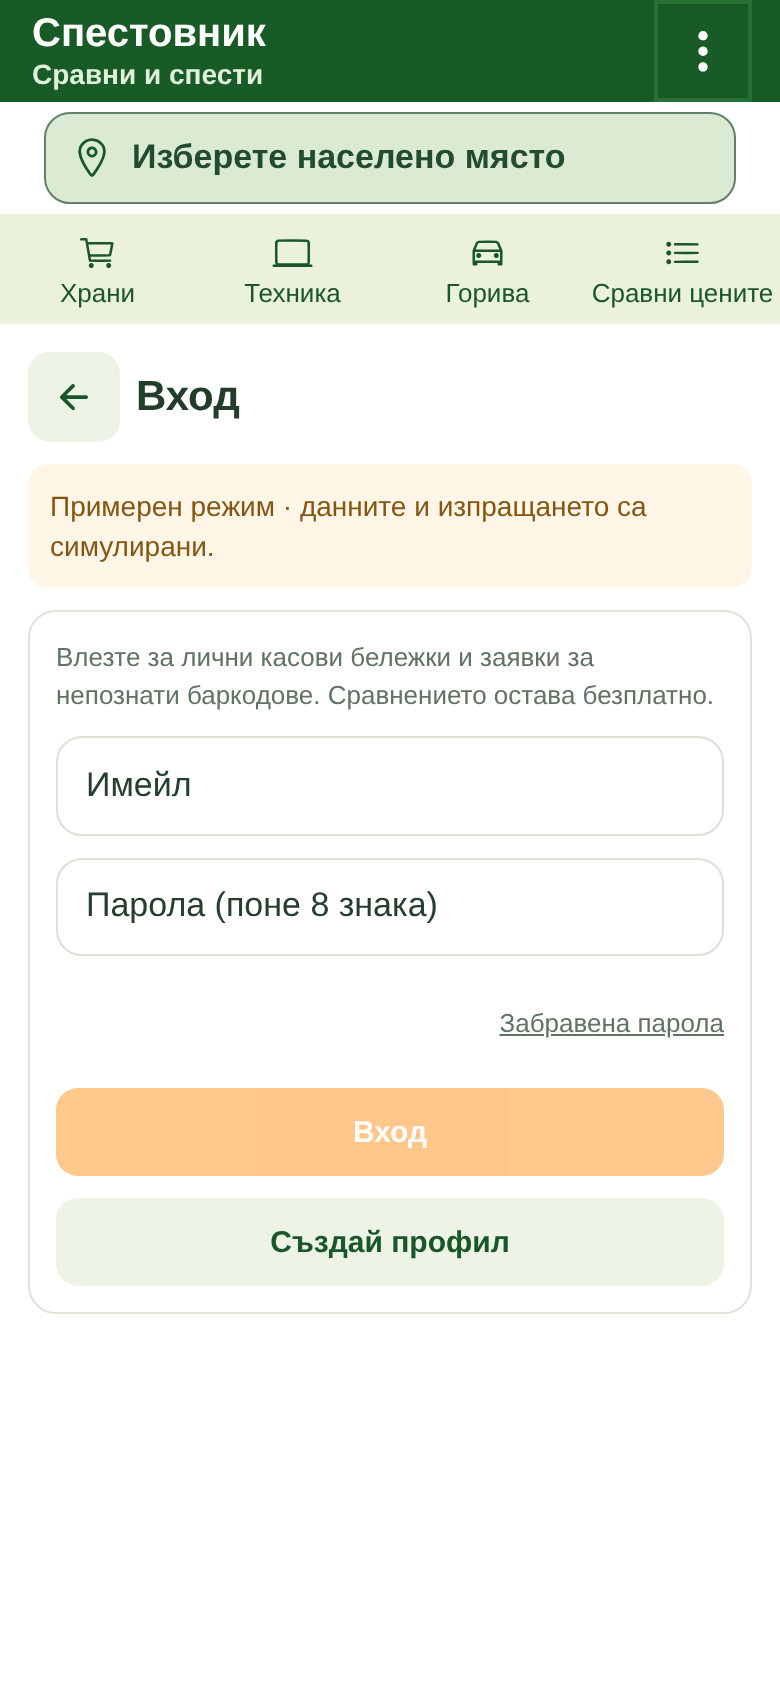 Спестовник
Сравни и спести
Изберете населено място
Храни
Техника
Горива
Сравни цените
Вход
Примерен режим · данните и изпращането са
симулирани.
Влезте за лични касови бележки и заявки за
непознати баркодове. Сравнението остава безплатно.
Имейл
Парола (поне 8 знака)
Забравена парола
Вход
Създай профил